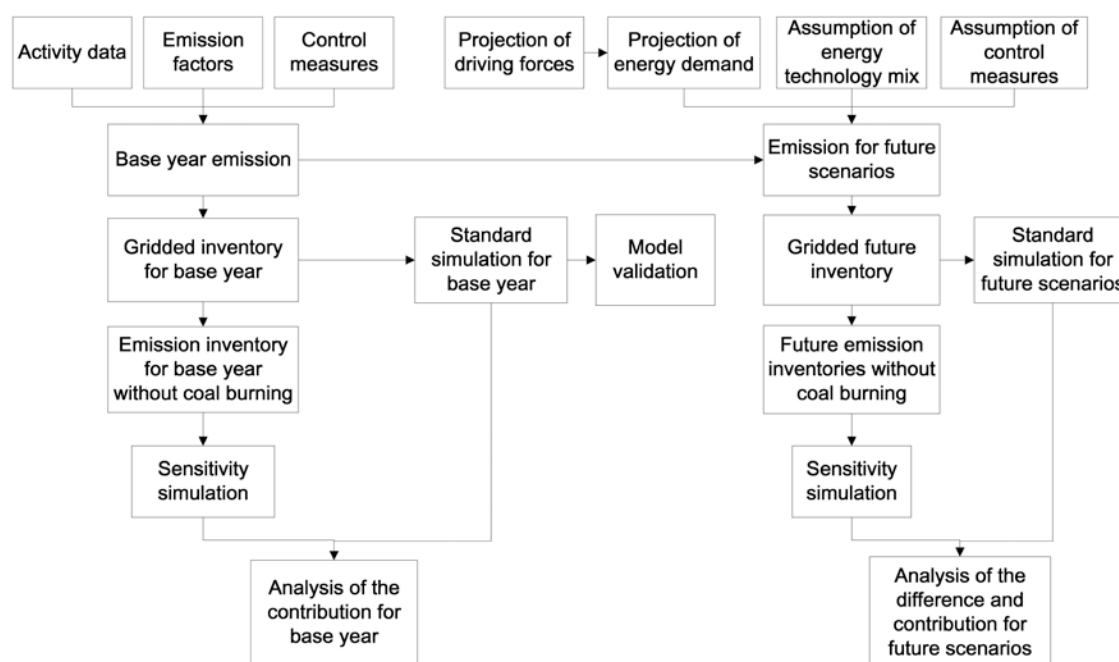 Activity data
Emission
factors
Control
measures
Projection of
driving forces
Projection of
energy demand
Assumption of
energy
technology mix
Assumption of
control
measures
Base year emission
Emission for future
scenarios
Gridded inventory
for base year
Standard
simulation for
base year
Model
validation
Gridded future
inventory
Standard
simulation for
future scenarios
Emission inventory
for base year
without coal burning
Future emission
inventories without
coal burning
Sensitivity
simulation
Sensitivity
simulation
Analysis of the
contribution for
base year
Analysis of the
difference and
contribution for
future scenarios